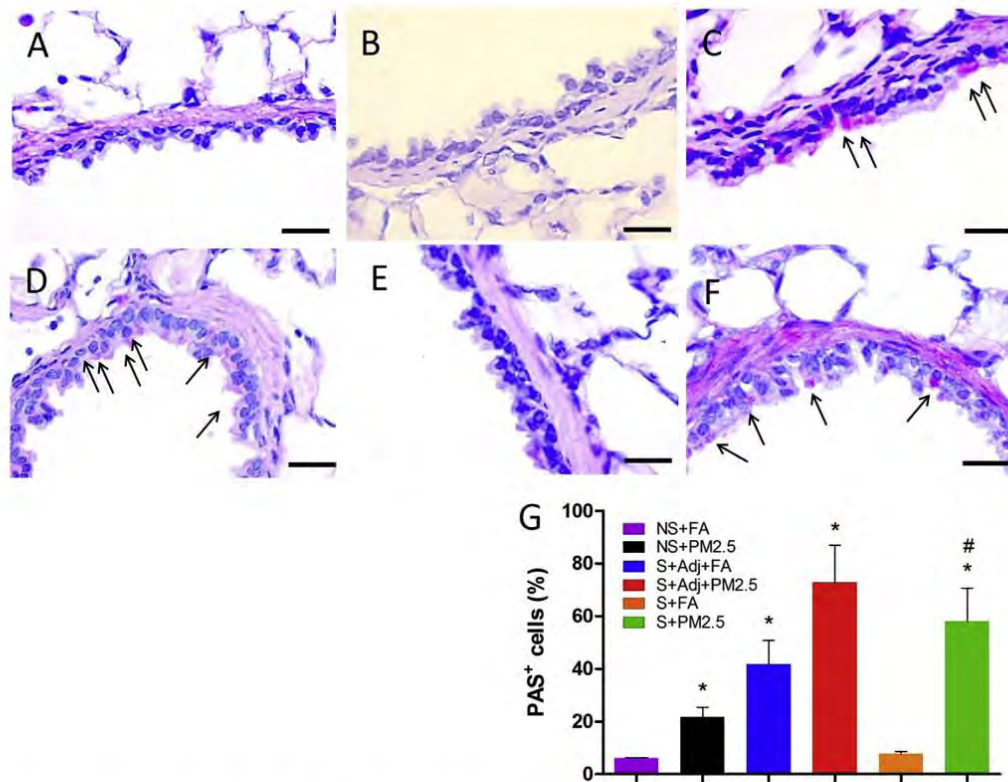 A
B
C
D
E
F
G
100
80
60
40
20
0
PAS⁺ cells (%)
NS+FA
NS+PM2.5
S+Adj+FA
S+Adj+PM2.5
S+FA
S+PM2.5
*
*
*
#
*